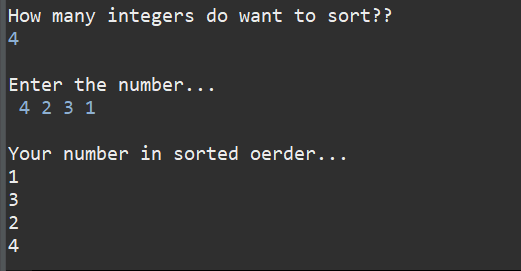 How many integers do want to sort??
4
Enter the number...
4 2 3 1
Your number in sorted oerder...
1
3
2
4